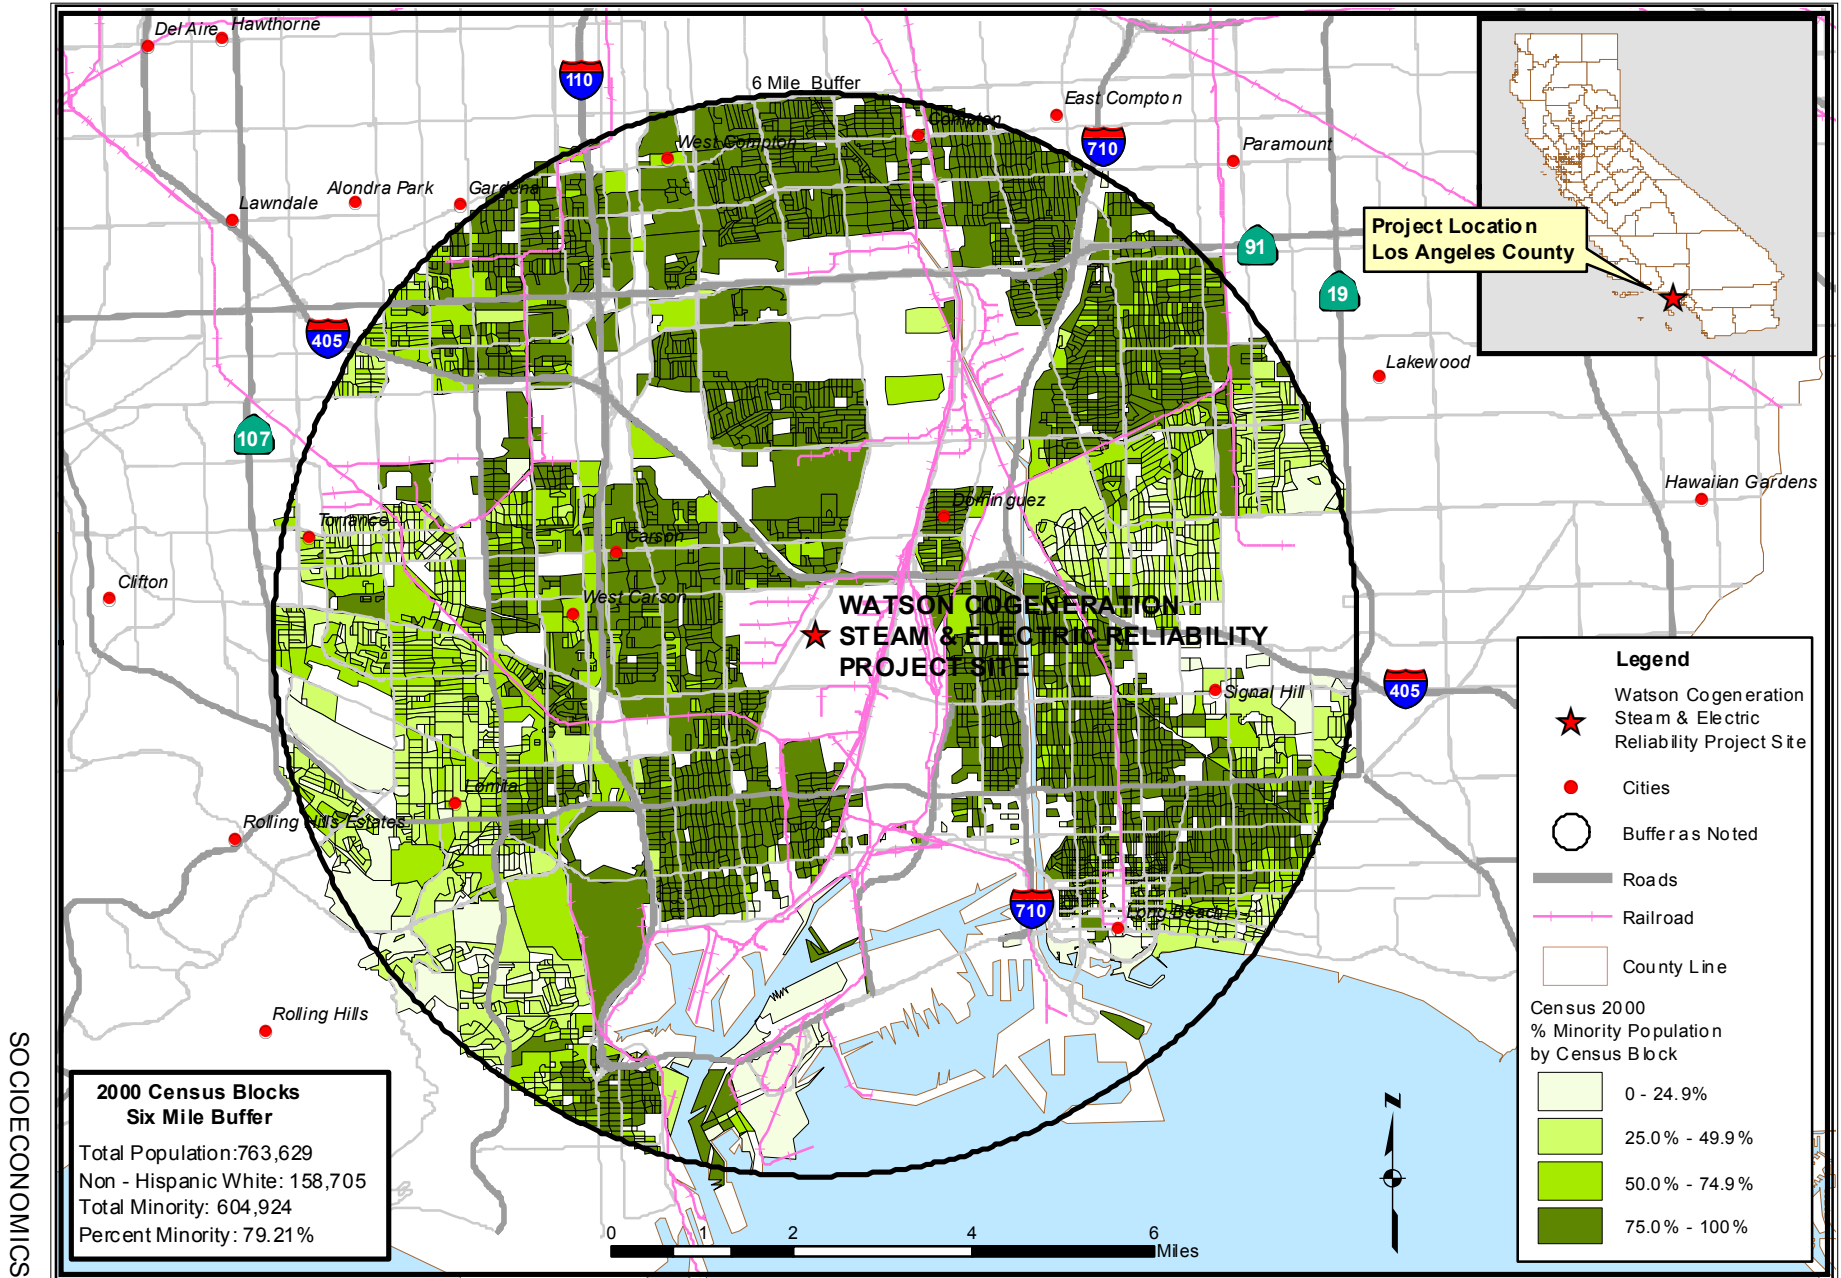 Del Aire
Hawthorne
110
6 Mile Buffer
East Compton
Compton
710
West Compton
Paramount
Alondra Park
Gardena
Lawndale
91
Project Location
Los Angeles County
19
405
Lakewood
107
Hawaiian Gardens
Dominguez
Torrance
Carson
Clifton
West Carson
WATSON COGENERATION
STEAM & ELECTRIC RELIABILITY
PROJECT SITE
Signal Hill
405
Lomita
Rolling Hills Estates
710
Long Beach
Rolling Hills
Legend
Watson Cogeneration
Steam & Electric
Reliability Project Site
Cities
Buffer as Noted
Roads
Railroad
County Line
Census 2000
% Minority Population
by Census Block
0 - 24.9%
25.0% - 49.9%
50.0% - 74.9%
75.0% - 100%
2000 Census Blocks
Six Mile Buffer
Total Population:763,629
Non - Hispanic White: 158,705
Total Minority: 604,924
Percent Minority: 79.21%
0 1 2 4 6
Miles
Z
SOCIOECONOMICS